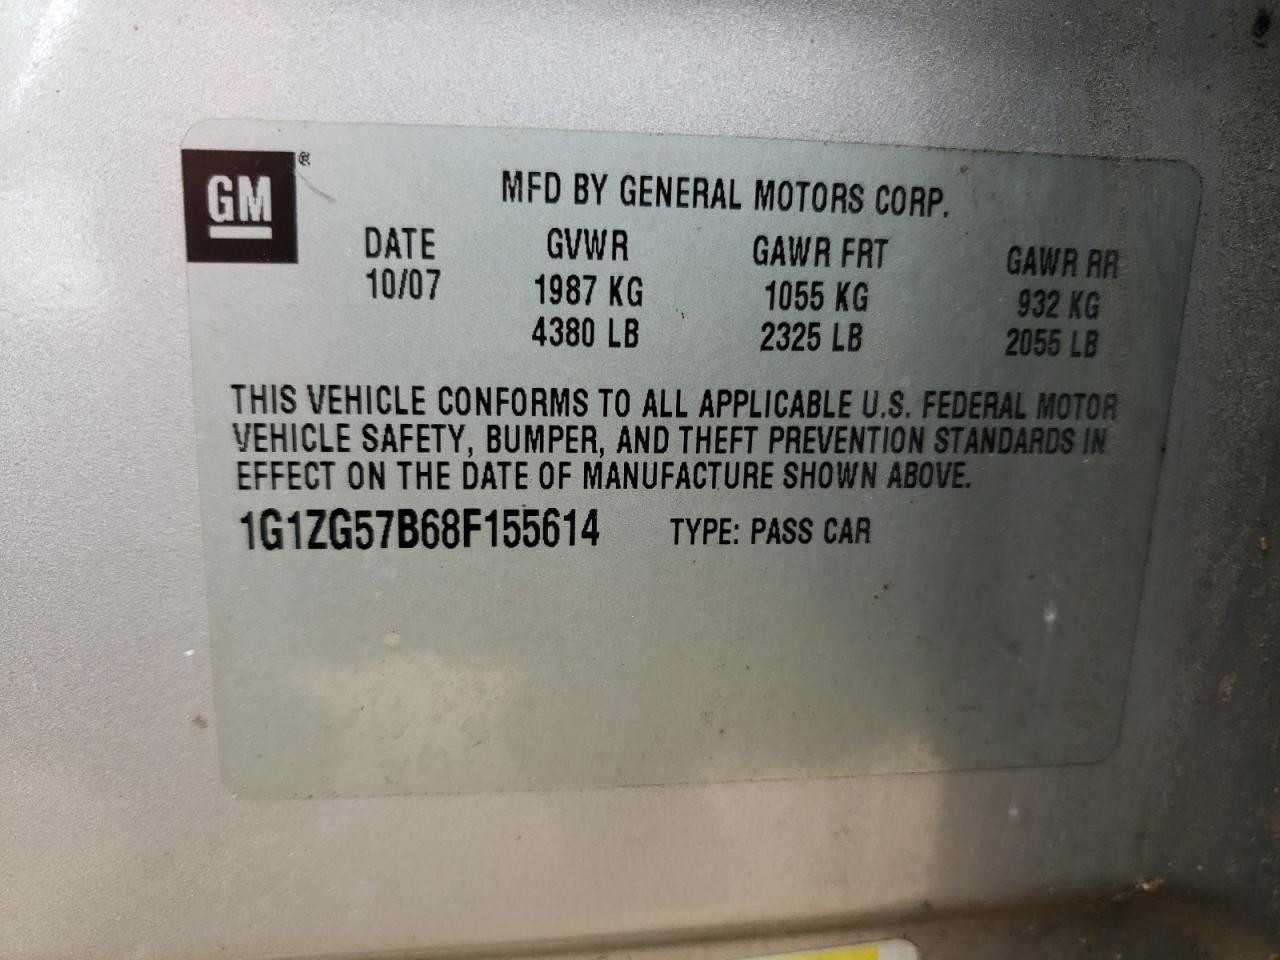 GM®
MFD BY GENERAL MOTORS CORP.
DATE GVWR GAWR FRT GAWR RR
10/07 1987 KG 1055 KG 932 KG
4380 LB 2325 LB 2055 LB
THIS VEHICLE CONFORMS TO ALL APPLICABLE U.S. FEDERAL MOTOR
VEHICLE SAFETY, BUMPER, AND THEFT PREVENTION STANDARDS IN
EFFECT ON THE DATE OF MANUFACTURE SHOWN ABOVE.
1G1ZG57B68F155614 TYPE: PASS CAR